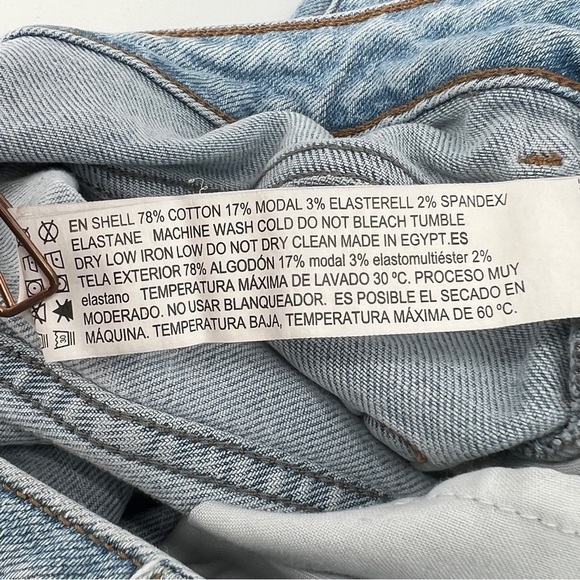 EN SHELL 78% COTTON 17% MODAL 3% ELASTERELL 2% SPANDEX/
ELASTANE MACHINE WASH COLD DO NOT BLEACH TUMBLE
DRY LOW IRON LOW DO NOT DRY CLEAN MADE IN EGYPT.ES
TELA EXTERIOR 78% ALGODÓN 17% modal 3% elastomultiéster 2%
elastano TEMPERATURA MÁXIMA DE LAVADO 30 ºC. PROCESO MUY
MODERADO. NO USAR BLANQUEADOR. ES POSIBLE EL SECADO EN
MÁQUINA. TEMPERATURA BAJA, TEMPERATURA MÁXIMA DE 60 ºC.